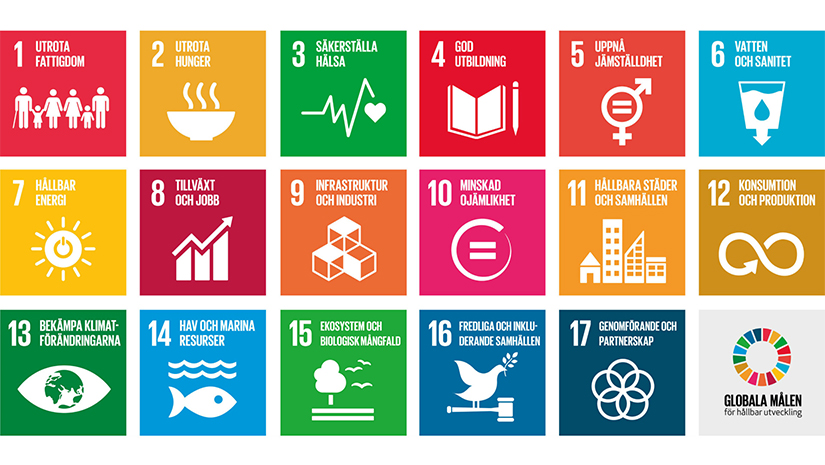 1 UTROTA
FATTIGDOM
2 UTROTA
HUNGER
3 SÄKERSTÄLLA
HÄLSA
4 GOD
UTBILDNING
5 UPPNÅ
JÄMSTÄLLDHET
6 VATTEN
OCH SANITET
7 HÅLLBAR
ENERGI
8 TILLVÄXT
OCH JOBB
9 INFRASTRUKTUR
OCH INDUSTRI
10 MINSKAD
OJÄMLIKHET
11 HÅLLBARA STÄDER
OCH SAMHÄLLEN
12 KONSUMTION
OCH PRODUKTION
13 BEKÄMPA KLIMAT-
FÖRÄNDRINGARNA
14 HAV OCH MARINA
RESURSER
15 EKOSYSTEM OCH
BIOLOGISK MÅNGFALD
16 FREDLIGA OCH INKLU-
DERANDE SAMHÄLLEN
17 GENOMFÖRANDE OCH
PARTNERSKAP
GLOBALA MÅLEN
för hållbar utveckling